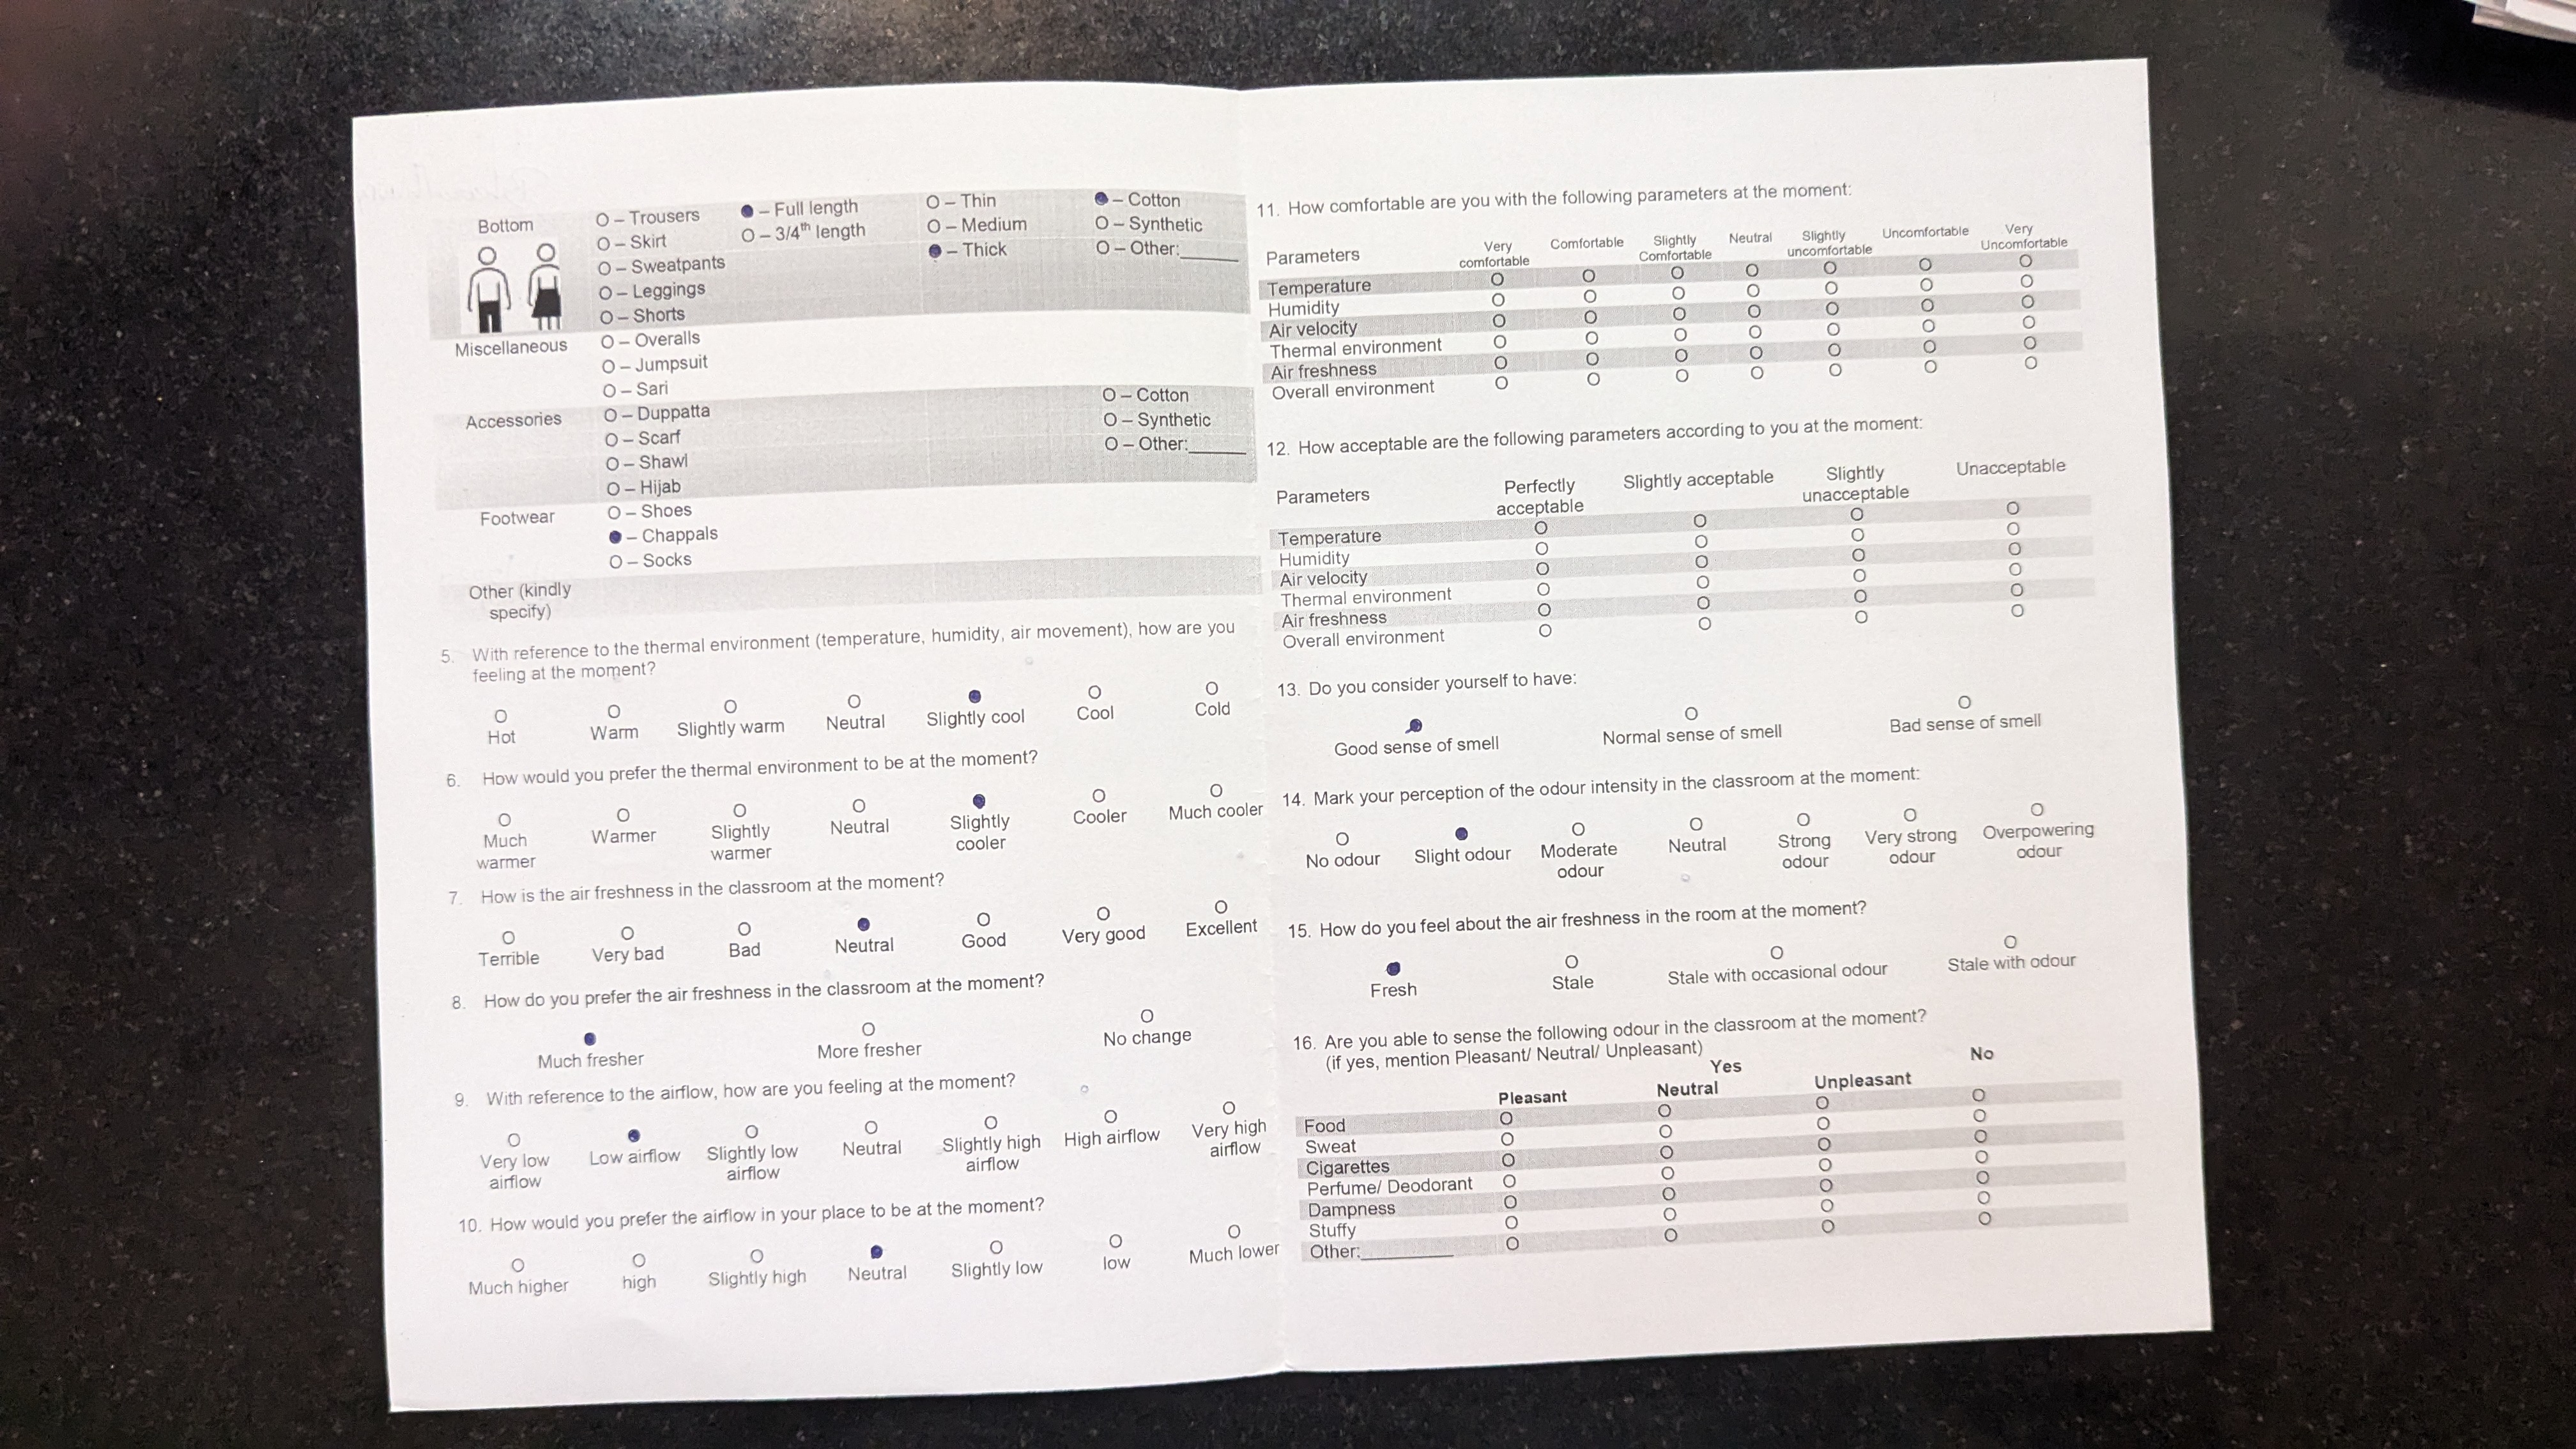 Bottom
O – Trousers
O – Skirt
O – Sweatpants
O – Leggings
O – Shorts
● – Full length
O – 3/4th length
O – Thin
O – Medium
● – Thick
● – Cotton
O – Synthetic
O – Other:______
Miscellaneous
O – Overalls
O – Jumpsuit
O – Sari
Accessories
O – Duppatta
O – Scarf
O – Shawl
O – Hijab
O – Cotton
O – Synthetic
O – Other:______
Footwear
O – Shoes
● – Chappals
O – Socks
Other (kindly
specify)
5. With reference to the thermal environment (temperature, humidity, air movement), how are you
feeling at the moment?
O O O O ● O O
Hot Warm Slightly warm Neutral Slightly cool Cool Cold
6. How would you prefer the thermal environment to be at the moment?
O O O O ● O O
Much warmer Warmer Slightly warmer Neutral Slightly cooler Cooler Much cooler
7. How is the air freshness in the classroom at the moment?
O O O ● O O O
Terrible Very bad Bad Neutral Good Very good Excellent
8. How do you prefer the air freshness in the classroom at the moment?
● O O
Much fresher More fresher No change
9. With reference to the airflow, how are you feeling at the moment?
O ● O O O O O
Very low airflow Low airflow Slightly low airflow Neutral Slightly high airflow High airflow Very high airflow
10. How would you prefer the airflow in your place to be at the moment?
O O O ● O O O
Much higher high Slightly high Neutral Slightly low low Much lower
11. How comfortable are you with the following parameters at the moment:
Parameters Very comfortable Comfortable Slightly Comfortable Neutral Slightly uncomfortable Uncomfortable Very Uncomfortable
Temperature O O O O O O O
Humidity O O O O O O O
Air velocity O O O O O O O
Thermal environment O O O O O O O
Air freshness O O O O O O O
Overall environment O O O O O O O
12. How acceptable are the following parameters according to you at the moment:
Parameters Perfectly acceptable Slightly acceptable Slightly unacceptable Unacceptable
Temperature O O O O
Humidity O O O O
Air velocity O O O O
Thermal environment O O O O
Air freshness O O O O
Overall environment O O O O
13. Do you consider yourself to have:
● O O
Good sense of smell Normal sense of smell Bad sense of smell
14. Mark your perception of the odour intensity in the classroom at the moment:
O ● O O O O O
No odour Slight odour Moderate odour Neutral Strong odour Very strong odour Overpowering odour
15. How do you feel about the air freshness in the room at the moment?
● O O O
Fresh Stale Stale with occasional odour Stale with odour
16. Are you able to sense the following odour in the classroom at the moment?
(if yes, mention Pleasant/ Neutral/ Unpleasant)
Yes No
Pleasant Neutral Unpleasant
Food O O O O
Sweat O O O O
Cigarettes O O O O
Perfume/ Deodorant O O O O
Dampness O O O O
Stuffy O O O O
Other:__________ O O O O